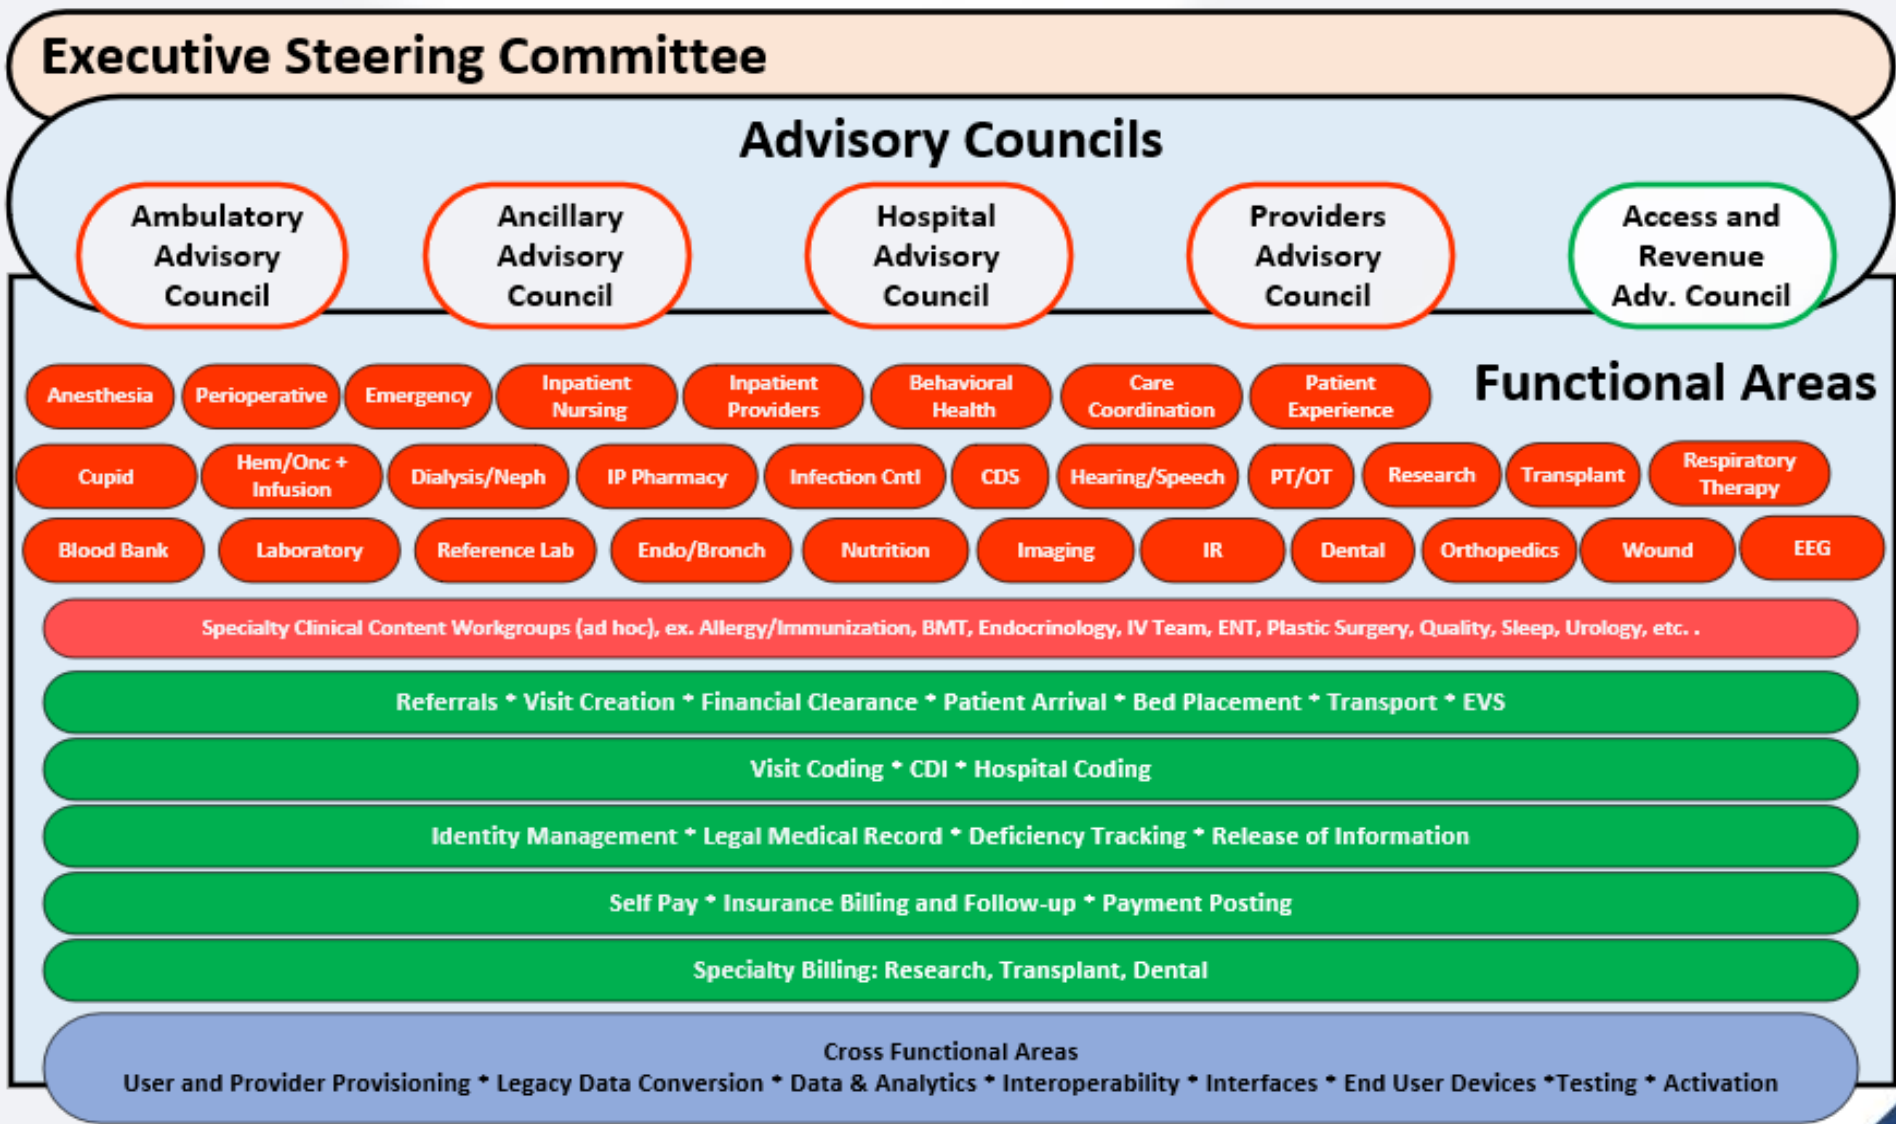 Executive Steering Committee
Advisory Councils
Ambulatory
Advisory
Council
Ancillary
Advisory
Council
Hospital
Advisory
Council
Providers
Advisory
Council
Access and
Revenue
Adv. Council
Functional Areas
Anesthesia
Perioperative
Emergency
Inpatient
Nursing
Inpatient
Providers
Behavioral
Health
Care
Coordination
Patient
Experience
Cupid
Hem/Onc +
Infusion
Dialysis/Neph
IP Pharmacy
Infection Cntl
CDS
Hearing/Speech
PT/OT
Research
Transplant
Respiratory
Therapy
Blood Bank
Laboratory
Reference Lab
Endo/Bronch
Nutrition
Imaging
IR
Dental
Orthopedics
Wound
EEG
Specialty Clinical Content Workgroups (ad hoc), ex. Allergy/Immunization, BMT, Endocrinology, IV Team, ENT, Plastic Surgery, Quality, Sleep, Urology, etc. .
Referrals * Visit Creation * Financial Clearance * Patient Arrival * Bed Placement * Transport * EVS
Visit Coding * CDI * Hospital Coding
Identity Management * Legal Medical Record * Deficiency Tracking * Release of Information
Self Pay * Insurance Billing and Follow-up * Payment Posting
Specialty Billing: Research, Transplant, Dental
Cross Functional Areas
User and Provider Provisioning * Legacy Data Conversion * Data & Analytics * Interoperability * Interfaces * End User Devices *Testing * Activation